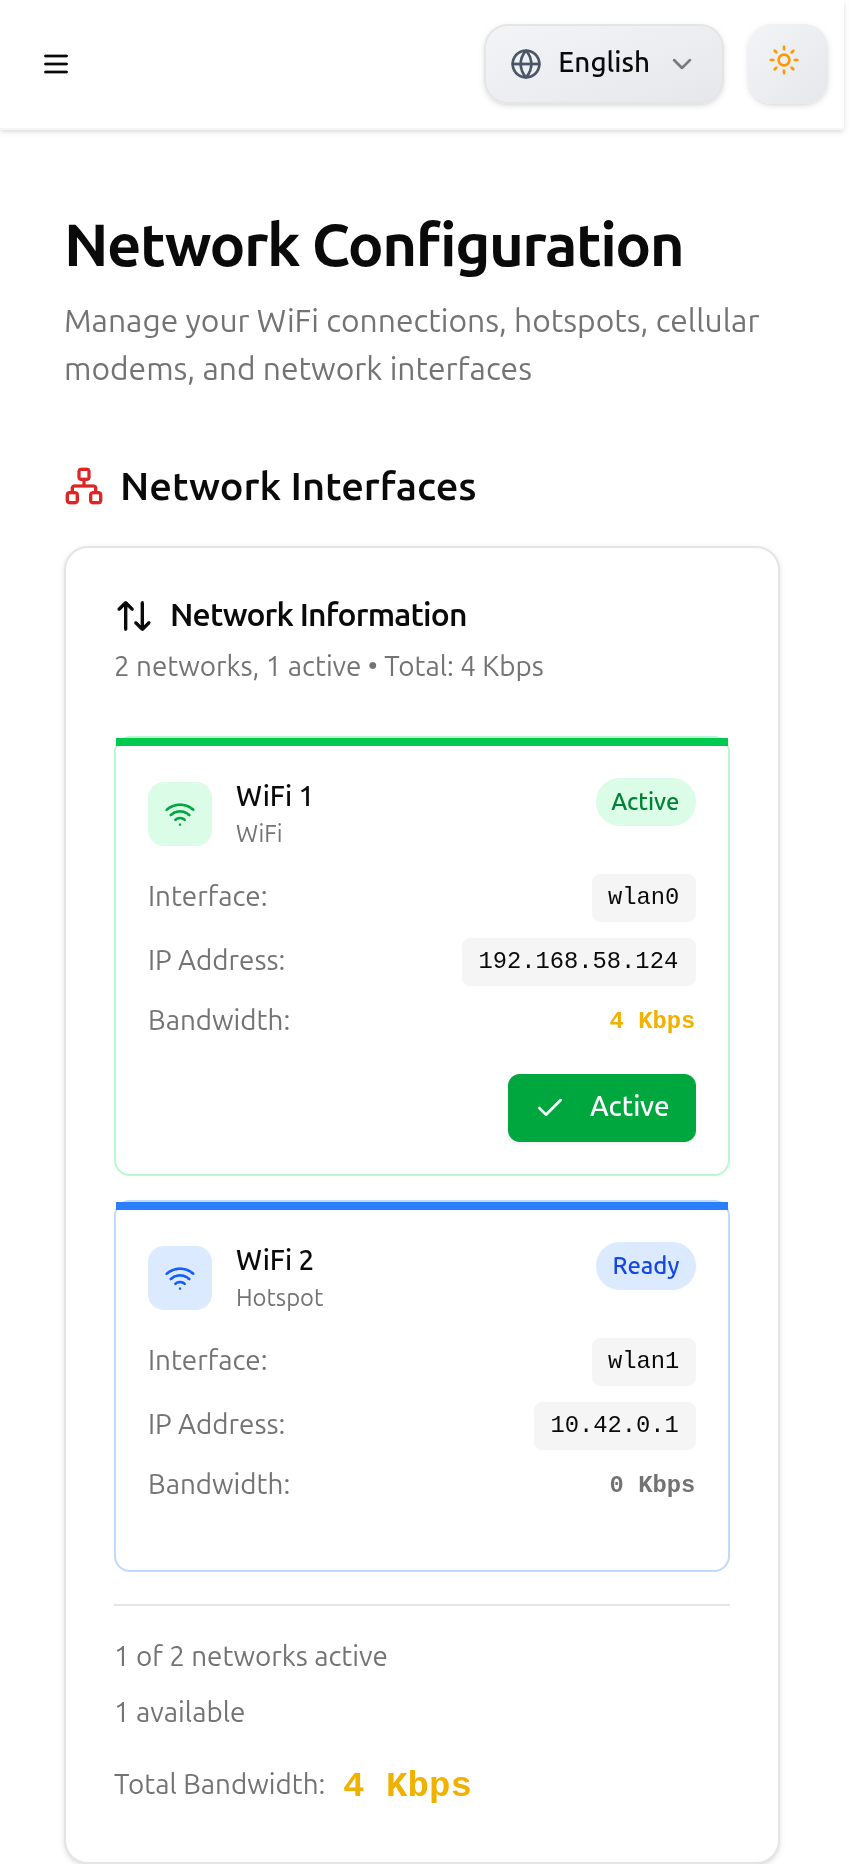 English
Network Configuration
Manage your WiFi connections, hotspots, cellular
modems, and network interfaces
Network Interfaces
Network Information
2 networks, 1 active • Total: 4 Kbps
WiFi 1
WiFi
Active
Interface: wlan0
IP Address: 192.168.58.124
Bandwidth: 4 Kbps
Active
WiFi 2
Hotspot
Ready
Interface: wlan1
IP Address: 10.42.0.1
Bandwidth: 0 Kbps
1 of 2 networks active
1 available
Total Bandwidth: 4 Kbps